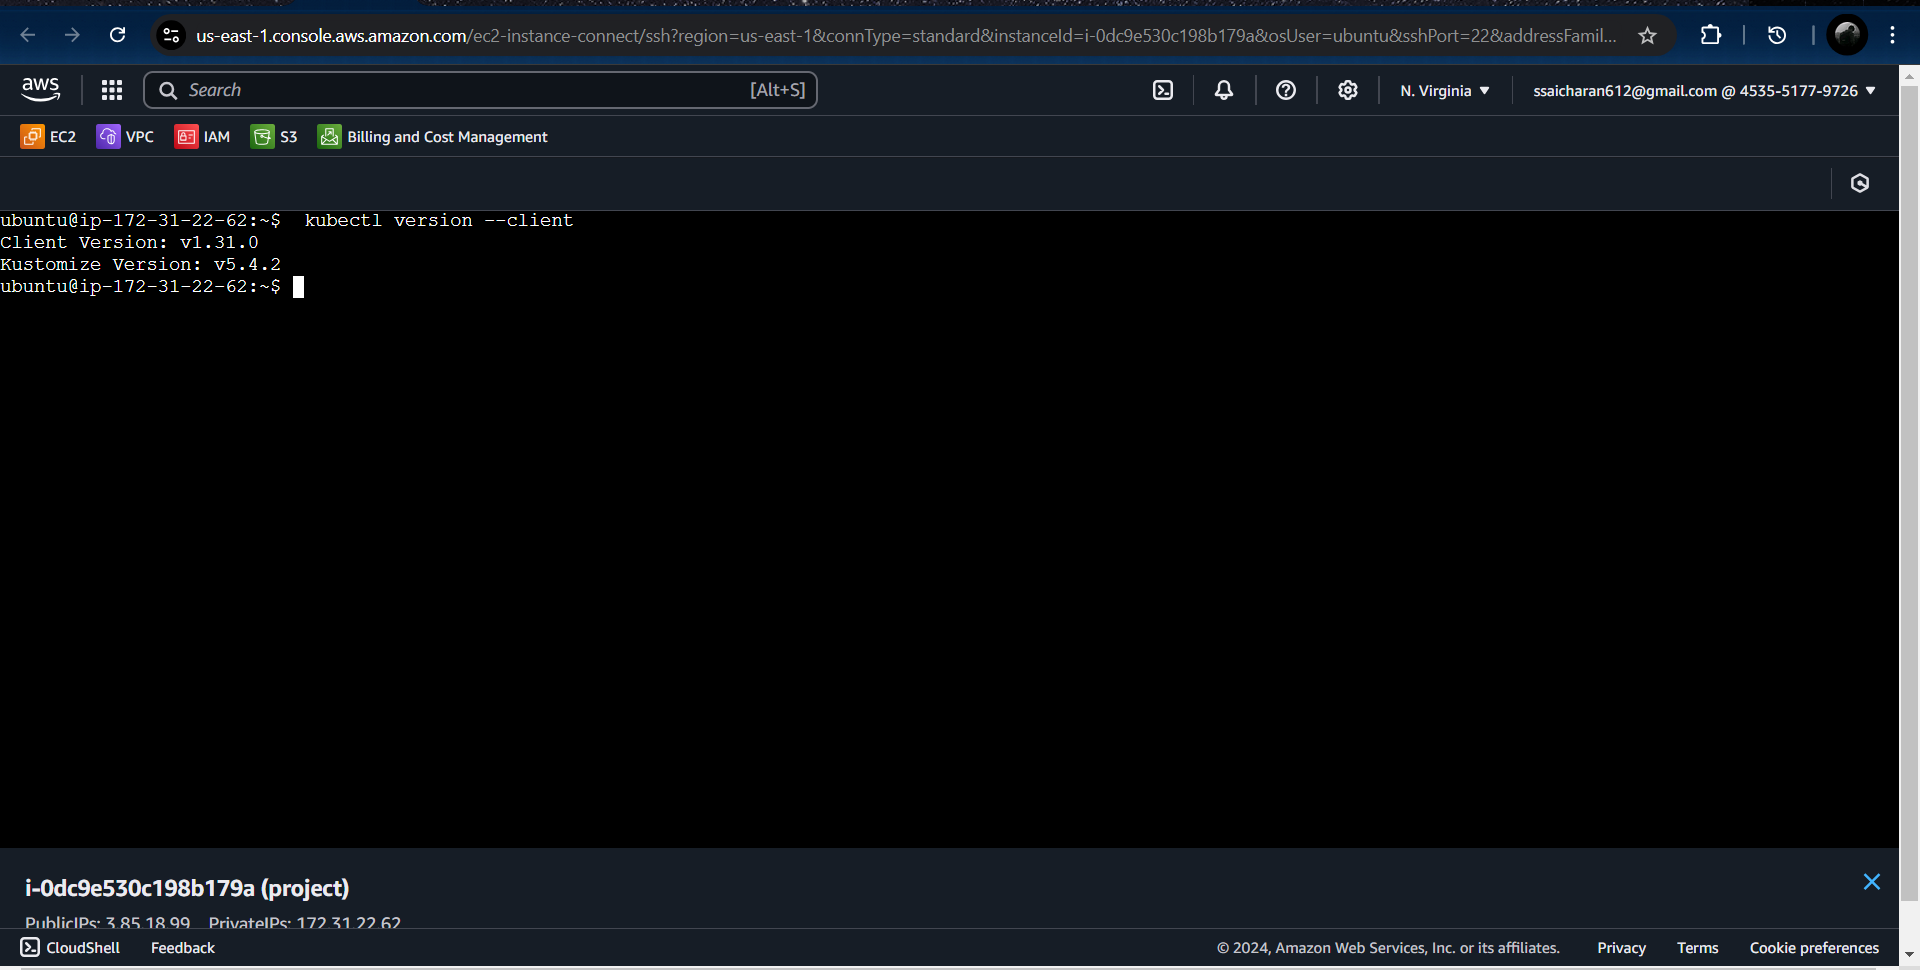 us-east-1.console.aws.amazon.com/ec2-instance-connect/ssh?region=us-east-1&connType=standard&instanceId=i-0dc9e530c198b179a&osUser=ubuntu&sshPort=22&addressFamil...
aws
Search [Alt+S]
N. Virginia
ssaicharan612@gmail.com @ 4535-5177-9726
EC2 VPC IAM S3 Billing and Cost Management
ubuntu@ip-172-31-22-62:~$  kubectl version --client
Client Version: v1.31.0
Kustomize Version: v5.4.2
ubuntu@ip-172-31-22-62:~$
i-0dc9e530c198b179a (project)
PublicIPs: 3.85.18.99 PrivateIPs: 172.31.22.62
CloudShell Feedback © 2024, Amazon Web Services, Inc. or its affiliates. Privacy Terms Cookie preferences